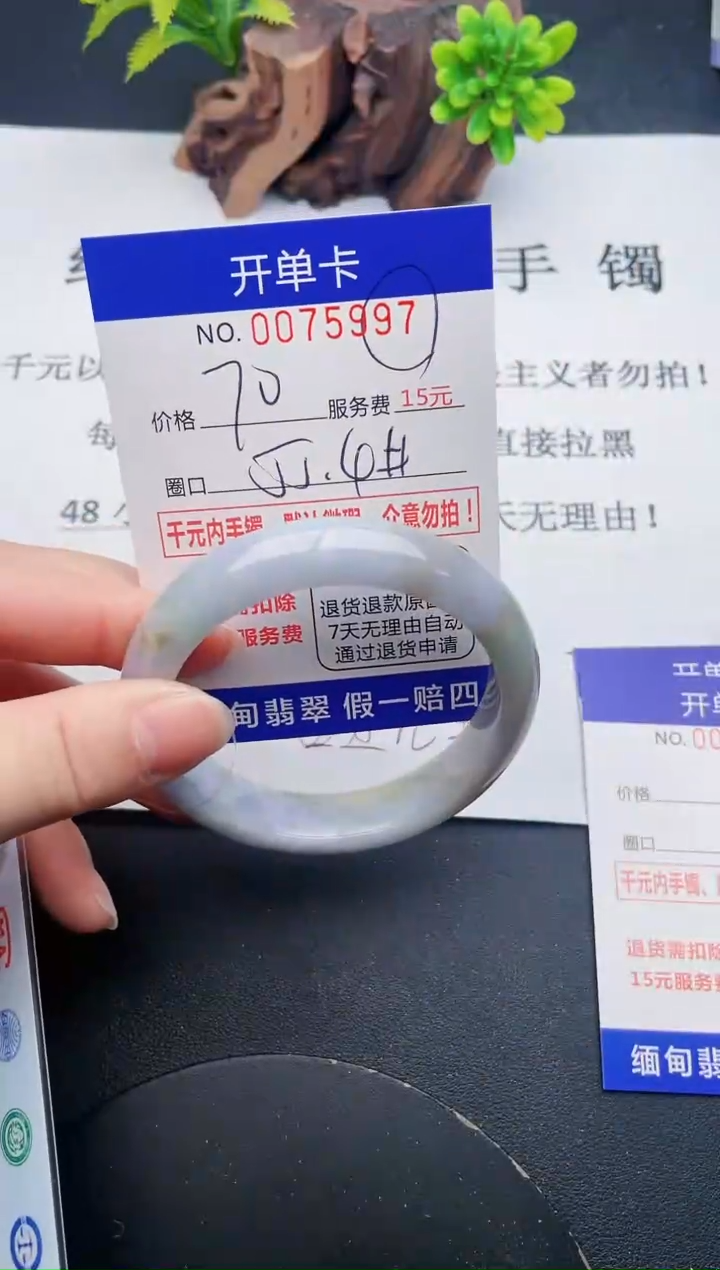 开单卡
NO. 0075997
价格 70 服务费 15元
圈口 55.4#
千元内手镯 介意勿拍！
扣除
服务费
退货退款原
7天无理由自动
通过退货申请
甸翡翠 假一赔四
手镯
千元以
主义者勿拍！
每
直接拉黑
48
天无理由！
开单
NO. 00
价格
圈口
千元内手镯、
退货需扣除
15元服务费
缅甸翡